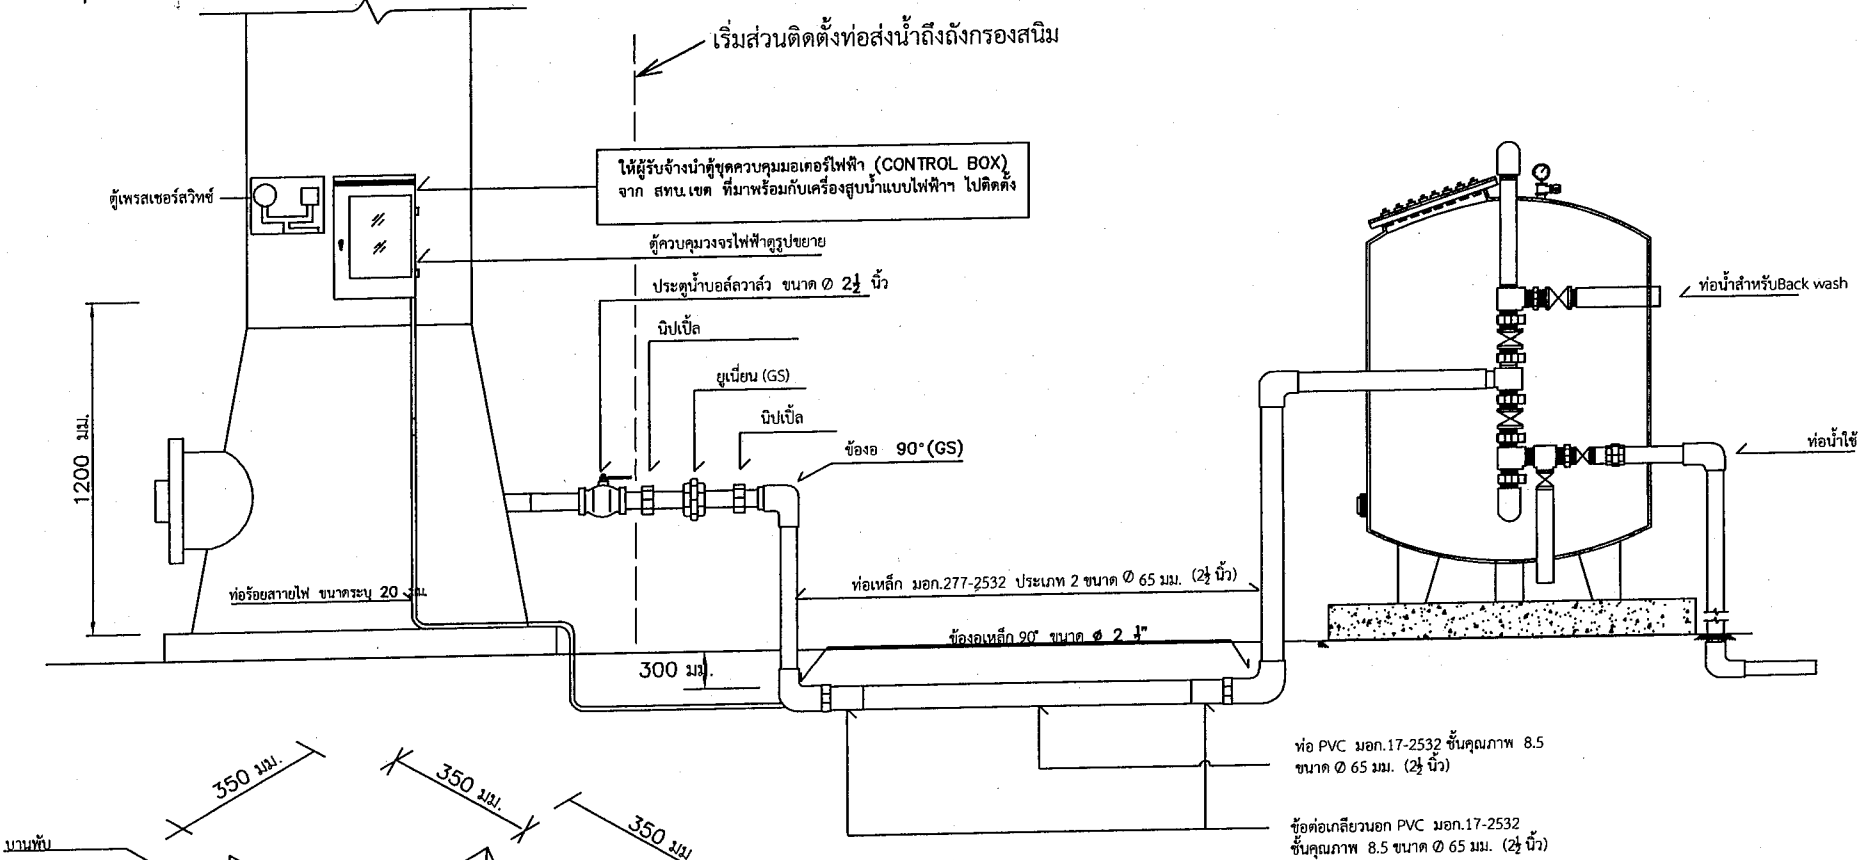 เริ่มส่วนติดตั้งท่อส่งน้ำถึงถังกรองสนิม
ให้ผู้รับจ้างนำตู้ชุดควบคุมมอเตอร์ไฟฟ้า (CONTROL BOX)
จาก สทบ.เขต ที่มาพร้อมกับเครื่องสูบน้ำแบบไฟฟ้าฯ ไปติดตั้ง
ตู้เพรสเชอร์สวิทช์
ตู้ควบคุมวงจรไฟฟ้าดูรูปขยาย
ประตูน้ำบอล์ลวาล์ว ขนาด Ø 2½ นิ้ว
ท่อน้ำสำหรับBack wash
นิปเปิ้ล
ยูเนี่ยน (GS)
นิปเปิ้ล
ข้องอ 90°(GS)
ท่อน้ำใช้
1200 มม.
ท่อเหล็ก มอก.277-2532 ประเภท 2 ขนาด Ø 65 มม. (2½ นิ้ว)
ท่อร้อยสายไฟ ขนาดระบุ 20 มม.
ข้องอเหล็ก 90° ขนาด Ø 2 ½"
300 มม.
ท่อ PVC มอก.17-2532 ชั้นคุณภาพ 8.5
ขนาด Ø 65 มม. (2½ นิ้ว)
350 มม.
350 มม.
350 มม
ข้อต่อเกลียวนอก PVC มอก.17-2532
ชั้นคุณภาพ 8.5 ขนาด Ø 65 มม. (2½ นิ้ว)
บานพับ